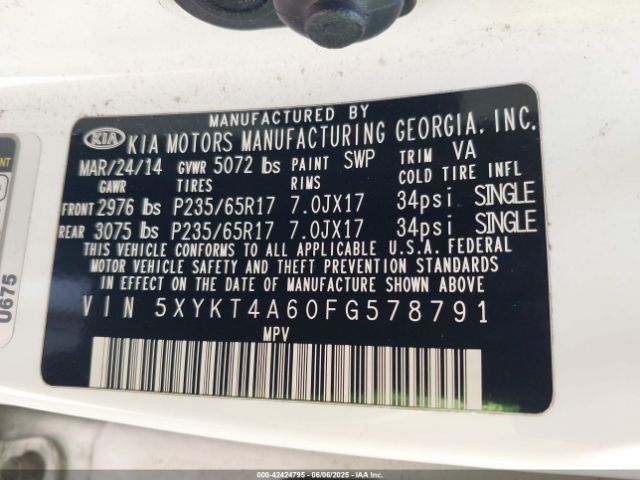 MANUFACTURED BY
KIA KIA MOTORS MANUFACTURING GEORGIA, INC.
MAR/24/14 GVWR 5072 lbs PAINT SWP TRIM VA
GAWR TIRES RIMS COLD TIRE INFL
FRONT 2976 lbs P235/65R17 7.0JX17 34psi SINGLE
REAR 3075 lbs P235/65R17 7.0JX17 34psi SINGLE
THIS VEHICLE CONFORMS TO ALL APPLICABLE U.S.A. FEDERAL
MOTOR VEHICLE SAFETY AND THEFT PREVENTION STANDARDS
IN EFFECT ON THE DATE OF MANUFACTURE SHOWN ABOVE.
VIN 5XYKT4A60FG578791
MPV
0675
000-42424795 - 06/06/2025 - IAA Inc.